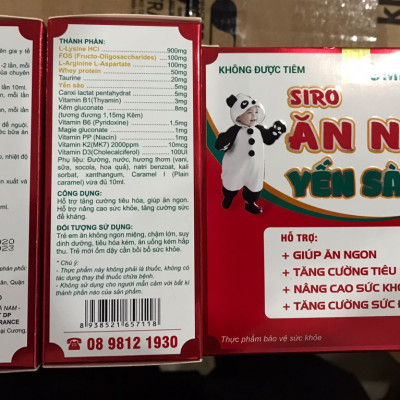 THÀNH PHẦN:
L-Lysine HCl 900mg
FOS (Fructo-Oligosaccharides) 100mg
L-Arginine L-Aspartate 100mg
Whey protein 50mg
Taurine 20mg
Yến sào 5mg
Canxi lactat pentahydrat 5mg
Vitamin B1(Thyamin) 3mg
Kẽm gluconate 8mg
(tương đương 1,15mg Kẽm)
Vitamin B6 (Pyridoxine) 1,5mg
Magie gluconate 1mg
Vitamin PP (Niacin) 1mg
Vitamin K2(MK7) 2000ppm 10mcg
Vitamin D3(Cholecalciferol) 100UI
Phụ liệu: Đường, nước, hương thơm (vani,
sữa, socola, hoa quả), natri benzoat, kali
sorbat, xanthangum, Caramel I (Plain
caramel) vừa đủ 10ml.
CÔNG DỤNG:
Hỗ trợ tăng cường tiêu hóa, giúp ăn ngon.
Hỗ trợ nâng cao sức khỏe, tăng cường sức
đề kháng.
ĐỐI TƯỢNG SỬ DỤNG:
Trẻ em ăn không ngon miệng, chậm lớn, suy
dinh dưỡng, tiêu hóa kém, ăn uống kém hấp
thu. Trẻ mới ốm dậy cần bồi bổ sức khỏe.
* Chú ý:
- Thực phẩm này không phải là thuốc, không có
tác dụng thay thế thuốc chữa bệnh.
- Không dùng cho người mẫn cảm với bất kì
thành phần nào của sản phẩm.
8 938521 657118
08 9812 1930
KHÔNG ĐƯỢC TIÊM
SIRO
ĂN N
YẾN SÀ
HỖ TRỢ:
+ GIÚP ĂN NGON
+ TĂNG CƯỜNG TIÊU
+ NÂNG CAO SỨC KHỎ
+ TĂNG CƯỜNG SỨC Đ
Thực phẩm bảo vệ sức khỏe